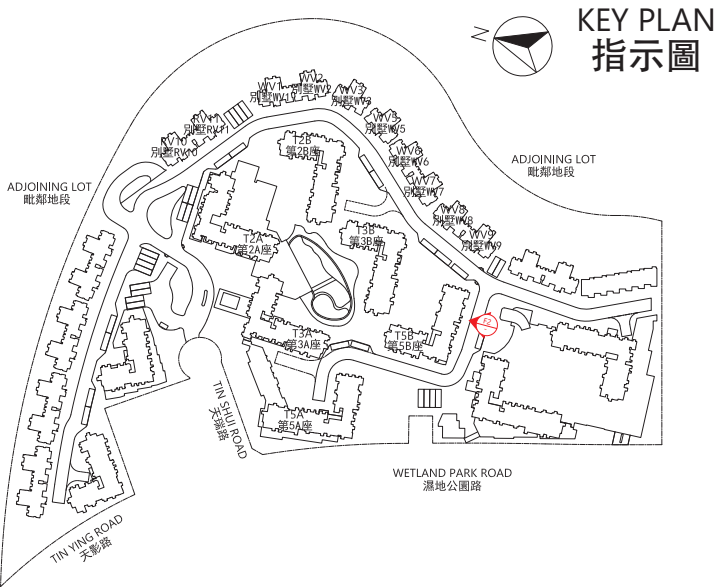 KEY PLAN
指示圖
N
WV1
別墅WV1
WV2
別墅WV2
WV3
別墅WV3
RV11
別墅RV11
WV5
別墅WV5
RV10
別墅RV10
T2B
第2B座
WV6
別墅WV6
ADJOINING LOT
毗鄰地段
WV7
別墅WV7
ADJOINING LOT
毗鄰地段
WV8
別墅WV8
T3B
第3B座
WV9
別墅WV9
T2A
第2A座
F2
T3A
第3A座
T5B
第5B座
TIN SHUI ROAD
天瑞路
T5A
第5A座
WETLAND PARK ROAD
濕地公園路
TIN YING ROAD
天影路